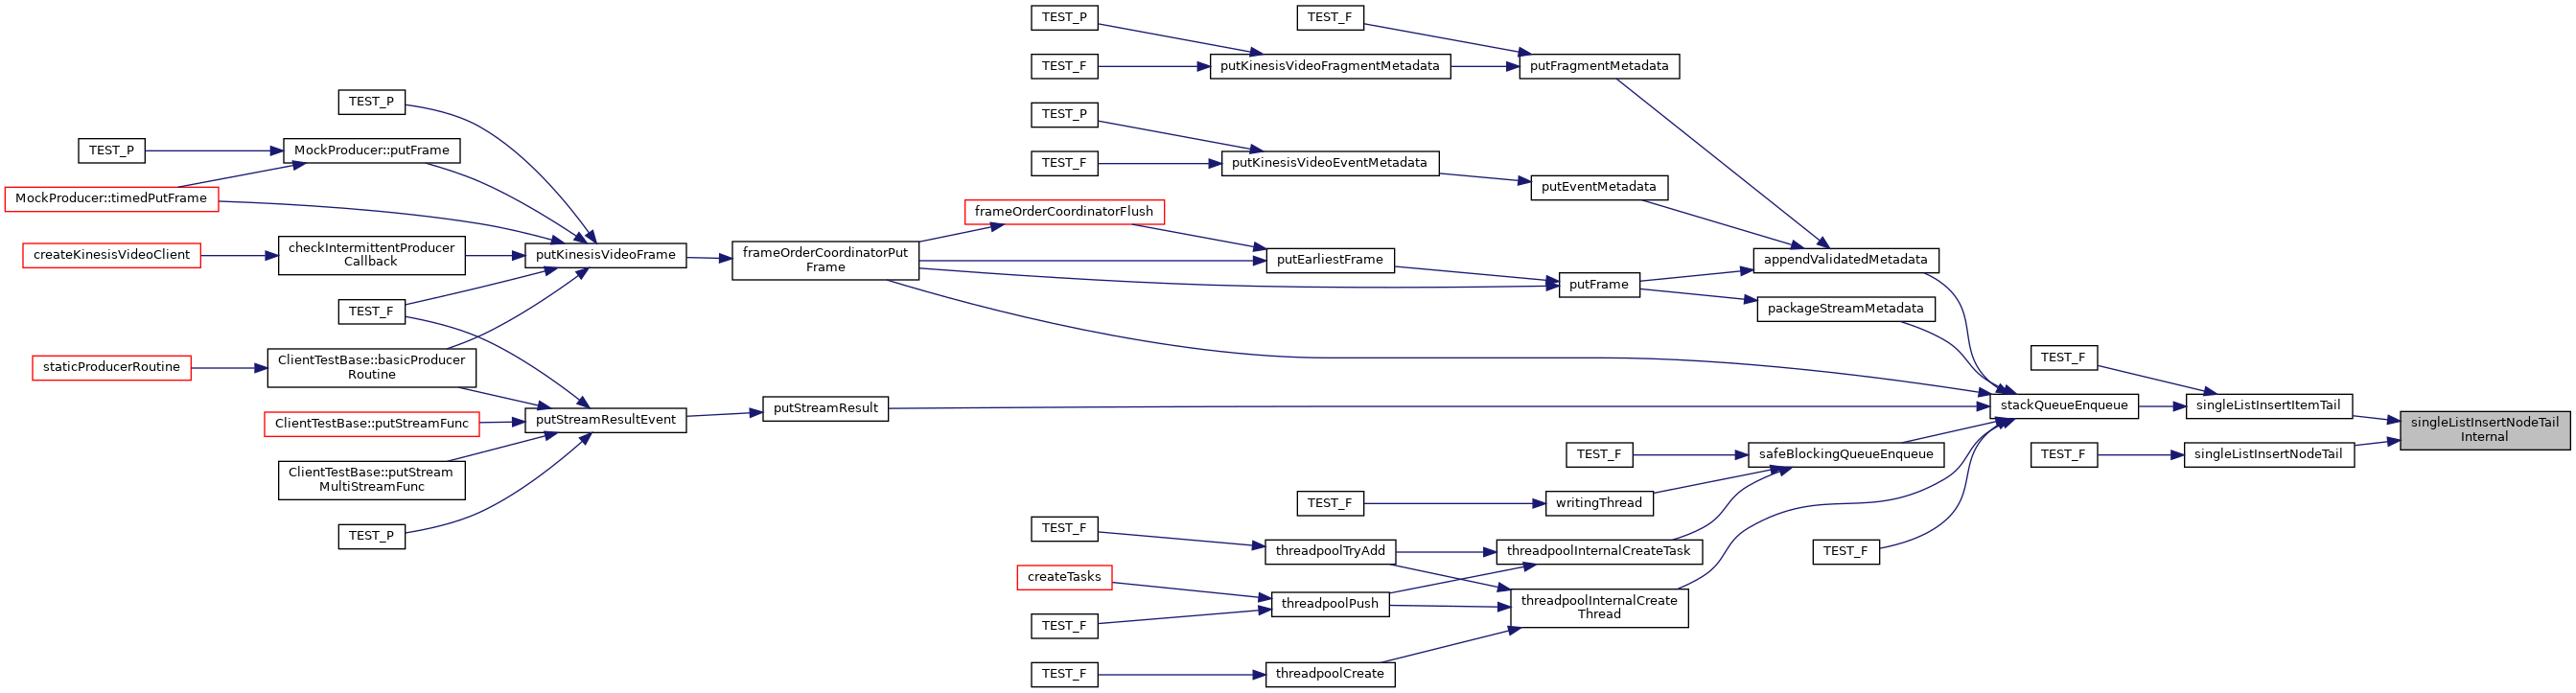 TEST_P
TEST_F
TEST_F
putKinesisVideoFragmentMetadata
putFragmentMetadata
TEST_P
TEST_P
TEST_P
MockProducer::putFrame
TEST_F
putKinesisVideoEventMetadata
putEventMetadata
MockProducer::timedPutFrame
frameOrderCoordinatorFlush
createKinesisVideoClient
checkIntermittentProducer
Callback
putKinesisVideoFrame
frameOrderCoordinatorPut
Frame
putEarliestFrame
appendValidatedMetadata
putFrame
TEST_F
packageStreamMetadata
staticProducerRoutine
ClientTestBase::basicProducer
Routine
TEST_F
ClientTestBase::putStreamFunc
putStreamResultEvent
putStreamResult
stackQueueEnqueue
singleListInsertItemTail
singleListInsertNodeTail
Internal
TEST_F
safeBlockingQueueEnqueue
TEST_F
singleListInsertNodeTail
ClientTestBase::putStream
MultiStreamFunc
TEST_F
writingThread
TEST_P
TEST_F
threadpoolTryAdd
threadpoolInternalCreateTask
TEST_F
createTasks
threadpoolPush
threadpoolInternalCreate
Thread
TEST_F
TEST_F
threadpoolCreate